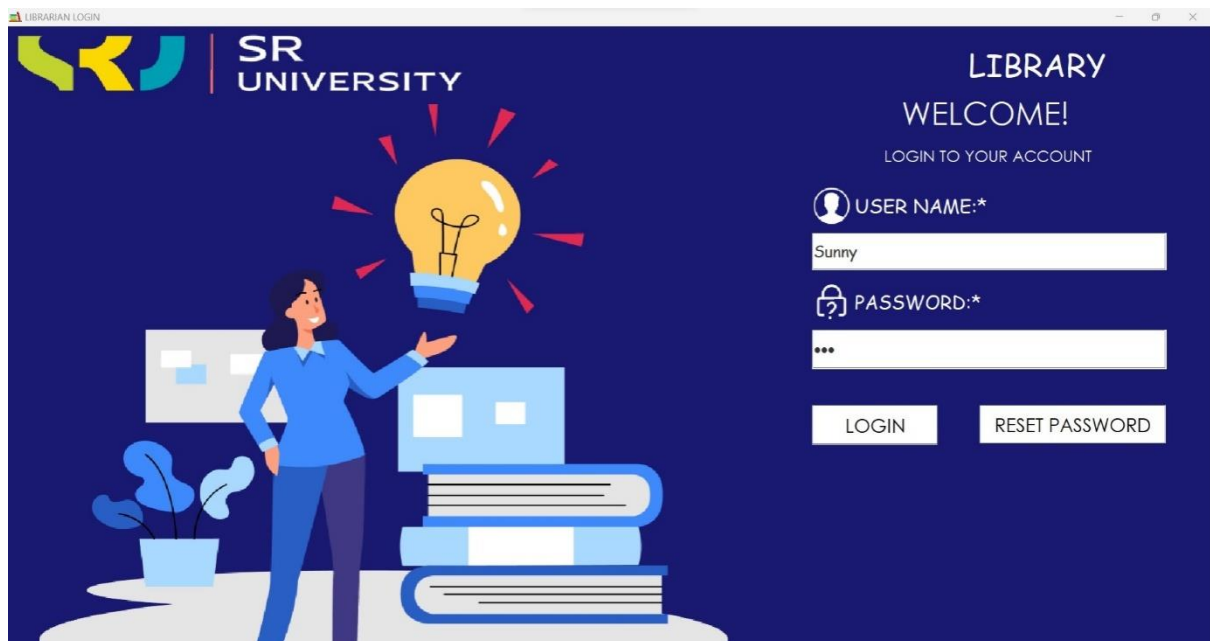 LIBRARIAN LOGIN
SR
UNIVERSITY
LIBRARY
WELCOME!
LOGIN TO YOUR ACCOUNT
USER NAME:*
Sunny
PASSWORD:*
•••
LOGIN RESET PASSWORD